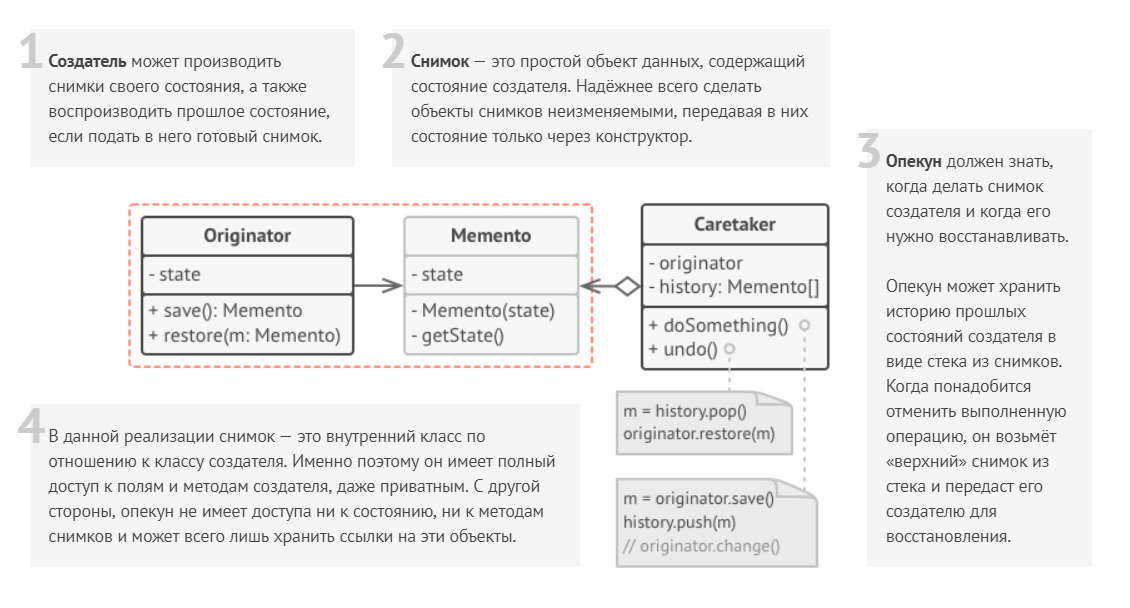 1
Создатель может производить
снимки своего состояния, а также
воспроизводить прошлое состояние,
если подать в него готовый снимок.
2
Снимок — это простой объект данных, содержащий
состояние создателя. Надёжнее всего сделать
объекты снимков неизменяемыми, передавая в них
состояние только через конструктор.
3
Опекун должен знать,
когда делать снимок
создателя и когда его
нужно восстанавливать.
Опекун может хранить
историю прошлых
состояний создателя в
виде стека из снимков.
Когда понадобится
отменить выполненную
операцию, он возьмёт
«верхний» снимок из
стека и передаст его
создателю для
восстановления.
Originator
- state
+ save(): Memento
+ restore(m: Memento)
Memento
- state
- Memento(state)
- getState()
Caretaker
- originator
- history: Memento[]
+ doSomething()
+ undo()
m = history.pop()
originator.restore(m)
m = originator.save()
history.push(m)
// originator.change()
4
В данной реализации снимок — это внутренний класс по
отношению к классу создателя. Именно поэтому он имеет полный
доступ к полям и методам создателя, даже приватным. С другой
стороны, опекун не имеет доступа ни к состоянию, ни к методам
снимков и может всего лишь хранить ссылки на эти объекты.